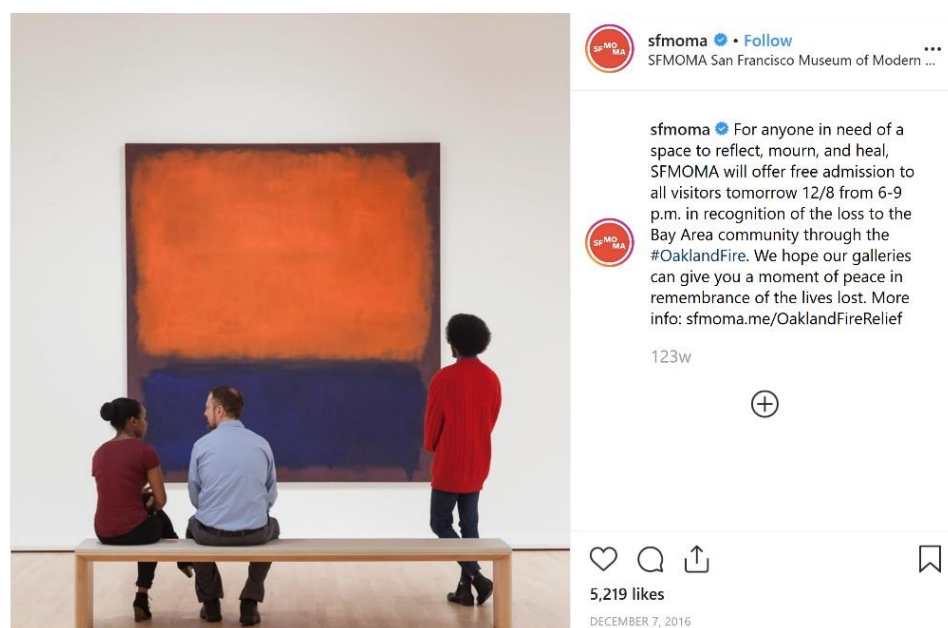 sfmoma • Follow
SFMOMA San Francisco Museum of Modern ...
sfmoma For anyone in need of a
space to reflect, mourn, and heal,
SFMOMA will offer free admission to
all visitors tomorrow 12/8 from 6-9
p.m. in recognition of the loss to the
Bay Area community through the
#OaklandFire. We hope our galleries
can give you a moment of peace in
remembrance of the lives lost. More
info: sfmoma.me/OaklandFireRelief
SF MO MA
123w
5,219 likes
DECEMBER 7, 2016